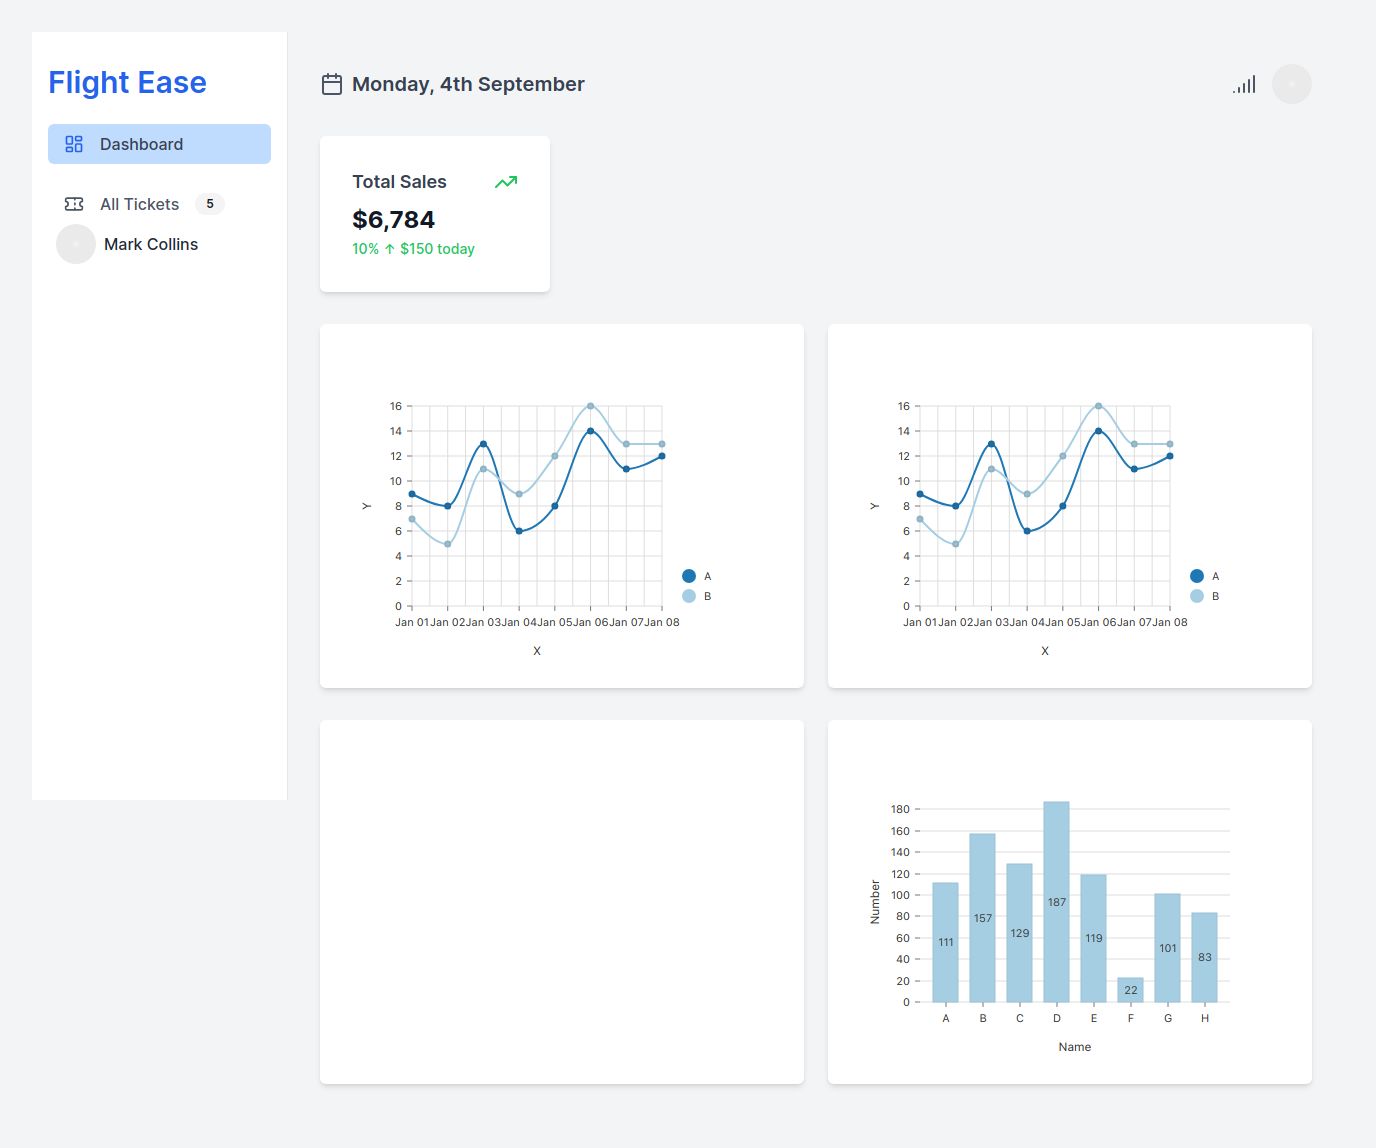 Flight Ease
Dashboard
All Tickets 5
Mark Collins
Monday, 4th September
Total Sales
$6,784
10% ↑ $150 today
16
14
12
10
8
6
4
2
0
Y
Jan 01 Jan 02 Jan 03 Jan 04 Jan 05 Jan 06 Jan 07 Jan 08
X
A
B
16
14
12
10
8
6
4
2
0
Y
Jan 01 Jan 02 Jan 03 Jan 04 Jan 05 Jan 06 Jan 07 Jan 08
X
A
B
180
160
140
120
100
80
60
40
20
0
Number
111 157 129 187 119 22 101 83
A B C D E F G H
Name